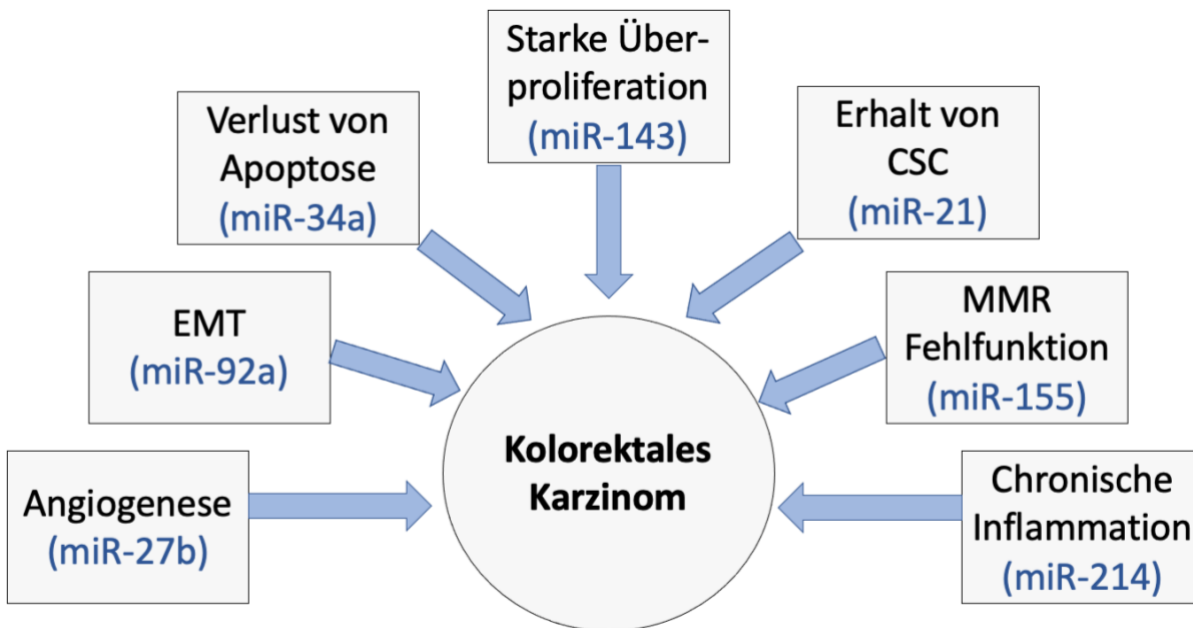 Starke Über-
proliferation
(miR-143)
Verlust von
Apoptose
(miR-34a)
Erhalt von
CSC
(miR-21)
EMT
(miR-92a)
MMR
Fehlfunktion
(miR-155)
Angiogenese
(miR-27b)
Chronische
Inflammation
(miR-214)
Kolorektales
Karzinom